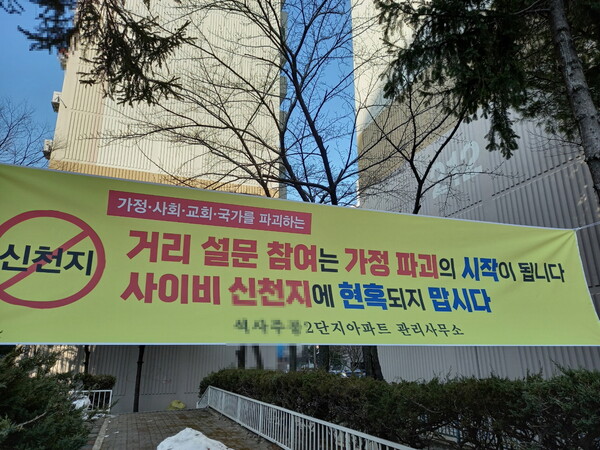 가정·사회·교회·국가를 파괴하는
신천지
거리 설문 참여는 가정 파괴의 시작이 됩니다
사이비 신천지에 현혹되지 맙시다
2단지아파트 관리사무소